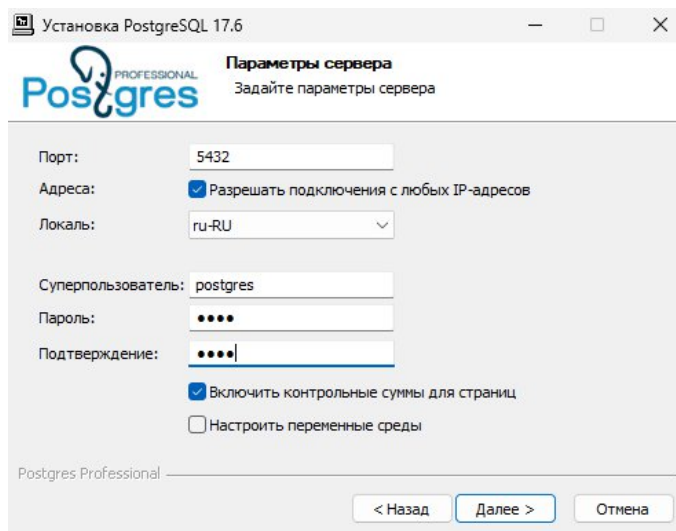 Установка PostgreSQL 17.6
PROFESSIONAL
Postgres
Параметры сервера
Задайте параметры сервера
Порт: 5432
Адреса: Разрешать подключения с любых IP-адресов
Локаль: ru-RU
Суперпользователь: postgres
Пароль: ••••
Подтверждение: ••••
Включить контрольные суммы для страниц
Настроить переменные среды
Postgres Professional
< Назад Далее > Отмена